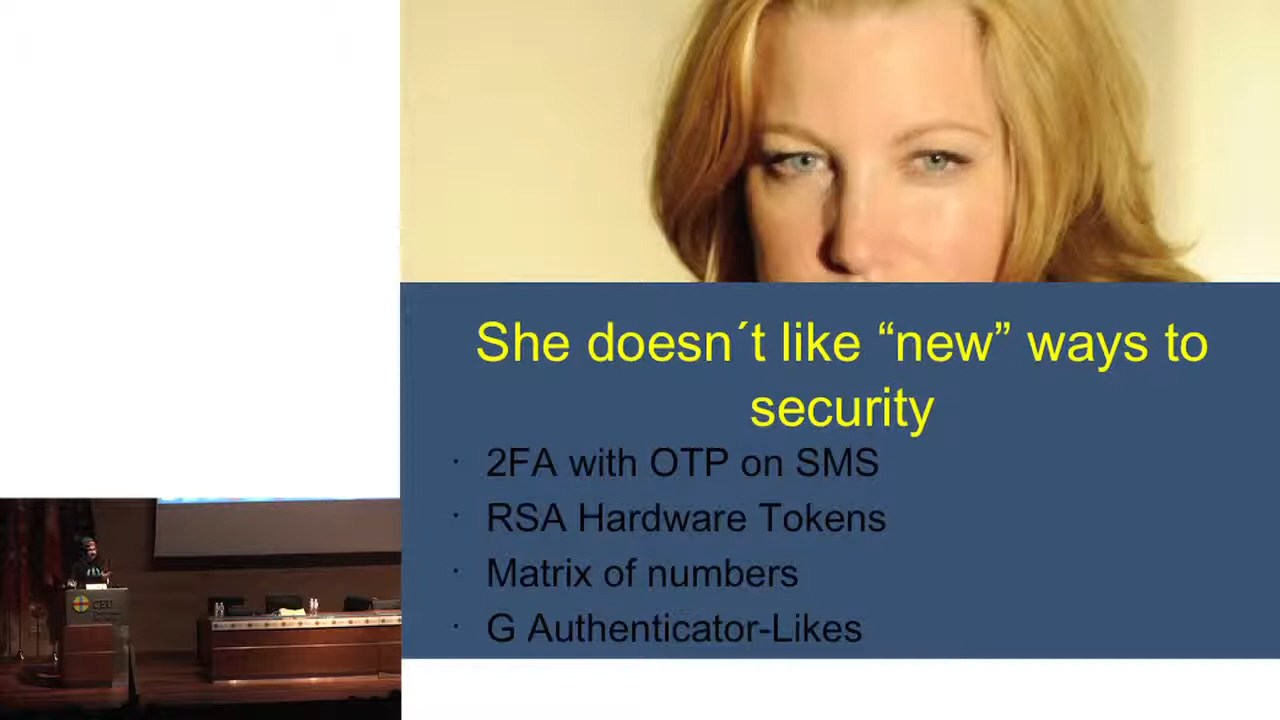 She doesn´t like “new” ways to
security
· 2FA with OTP on SMS
· RSA Hardware Tokens
· Matrix of numbers
· G Authenticator-Likes
CEU